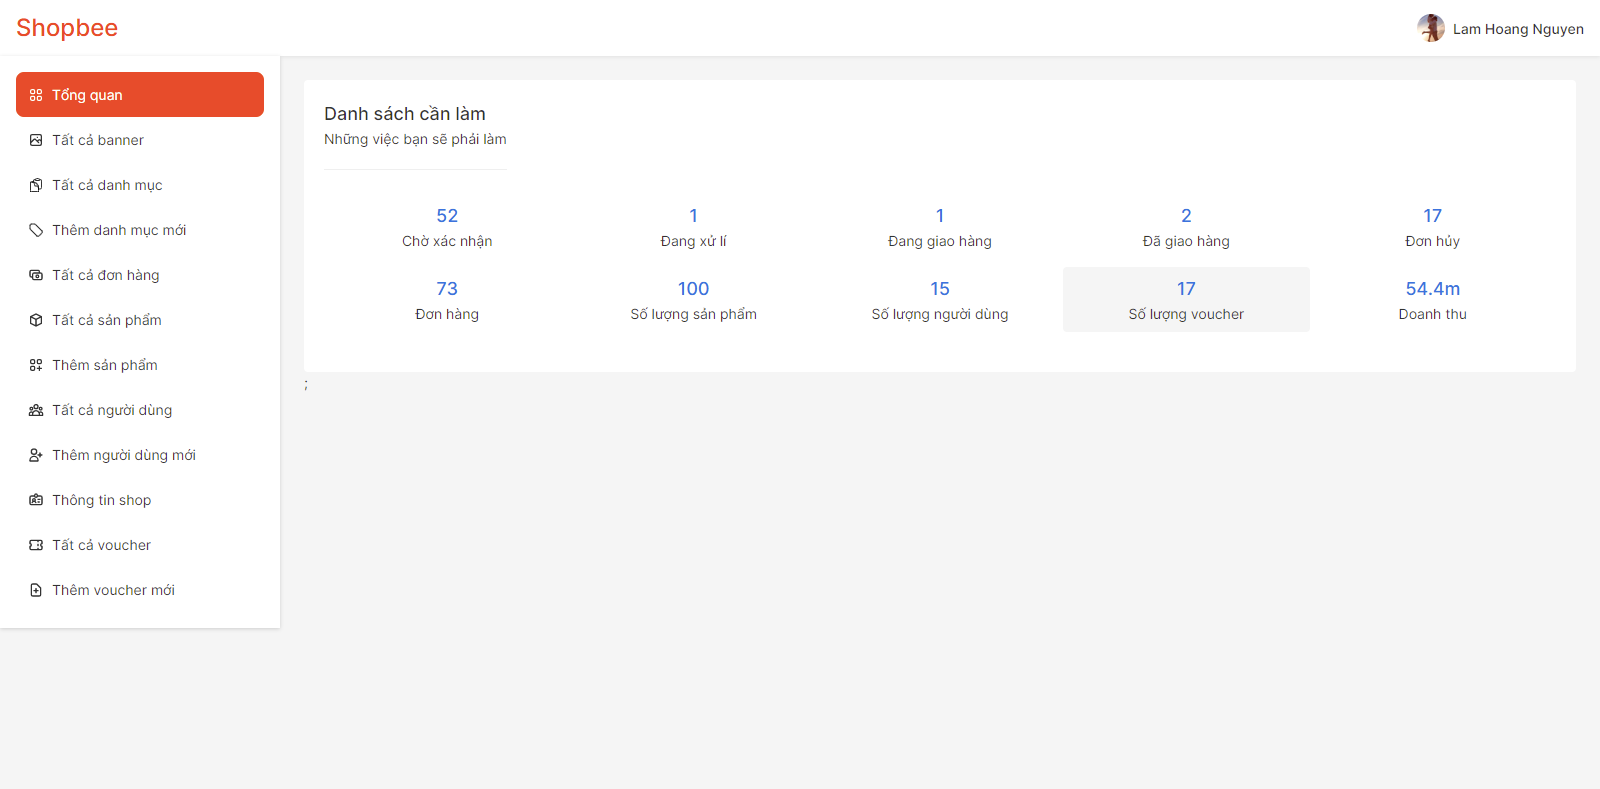 Shopbee
Lam Hoang Nguyen
Tổng quan
Tất cả banner
Tất cả danh mục
Thêm danh mục mới
Tất cả đơn hàng
Tất cả sản phẩm
Thêm sản phẩm
Tất cả người dùng
Thêm người dùng mới
Thông tin shop
Tất cả voucher
Thêm voucher mới
Danh sách cần làm
Những việc bạn sẽ phải làm
52 1 1 2 17
Chờ xác nhận Đang xử lí Đang giao hàng Đã giao hàng Đơn hủy
73 100 15 17 54.4m
Đơn hàng Số lượng sản phẩm Số lượng người dùng Số lượng voucher Doanh thu
;